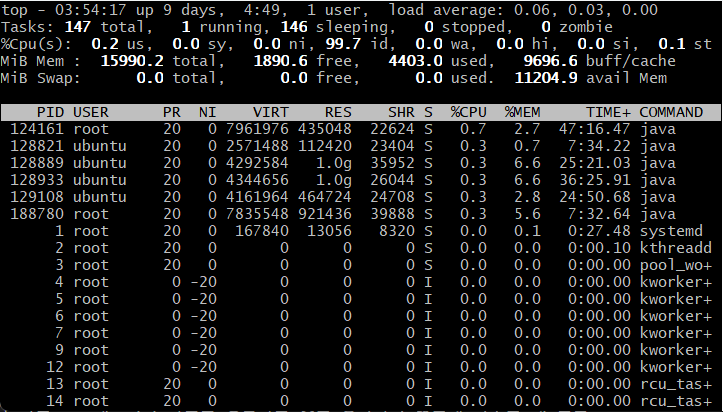 top - 03:54:17 up 9 days,  4:49,  1 user,  load average: 0.06, 0.03, 0.00
Tasks: 147 total,   1 running, 146 sleeping,   0 stopped,   0 zombie
%Cpu(s):  0.2 us,  0.0 sy,  0.0 ni, 99.7 id,  0.0 wa,  0.0 hi,  0.0 si,  0.1 st
MiB Mem :  15990.2 total,   1890.6 free,   4403.0 used,   9696.6 buff/cache
MiB Swap:      0.0 total,      0.0 free,      0.0 used.  11204.9 avail Mem
PID USER      PR  NI    VIRT    RES    SHR S  %CPU  %MEM     TIME+ COMMAND
124161 root      20   0 7961976 435048  22624 S   0.7   2.7  47:16.47 java
128821 ubuntu    20   0 2571488 112420  23404 S   0.3   0.7   7:34.22 java
128889 ubuntu    20   0 4292584   1.0g  35952 S   0.3   6.6  25:21.03 java
128933 ubuntu    20   0 4344656   1.0g  26044 S   0.3   6.6  36:25.91 java
129108 ubuntu    20   0 4161964 464724  24708 S   0.3   2.8  24:50.68 java
188780 root      20   0 7835548 921436  39888 S   0.3   5.6   7:32.64 java
1 root      20   0  167840  13056   8320 S   0.0   0.1   0:27.48 systemd
2 root      20   0       0      0      0 S   0.0   0.0   0:00.10 kthreadd
3 root      20   0       0      0      0 S   0.0   0.0   0:00.00 pool_wo+
4 root       0 -20       0      0      0 I   0.0   0.0   0:00.00 kworker+
5 root       0 -20       0      0      0 I   0.0   0.0   0:00.00 kworker+
6 root       0 -20       0      0      0 I   0.0   0.0   0:00.00 kworker+
7 root       0 -20       0      0      0 I   0.0   0.0   0:00.00 kworker+
9 root       0 -20       0      0      0 I   0.0   0.0   0:00.00 kworker+
12 root       0 -20       0      0      0 I   0.0   0.0   0:00.00 kworker+
13 root      20   0       0      0      0 I   0.0   0.0   0:00.00 rcu_tas+
14 root      20   0       0      0      0 I   0.0   0.0   0:00.00 rcu_tas+